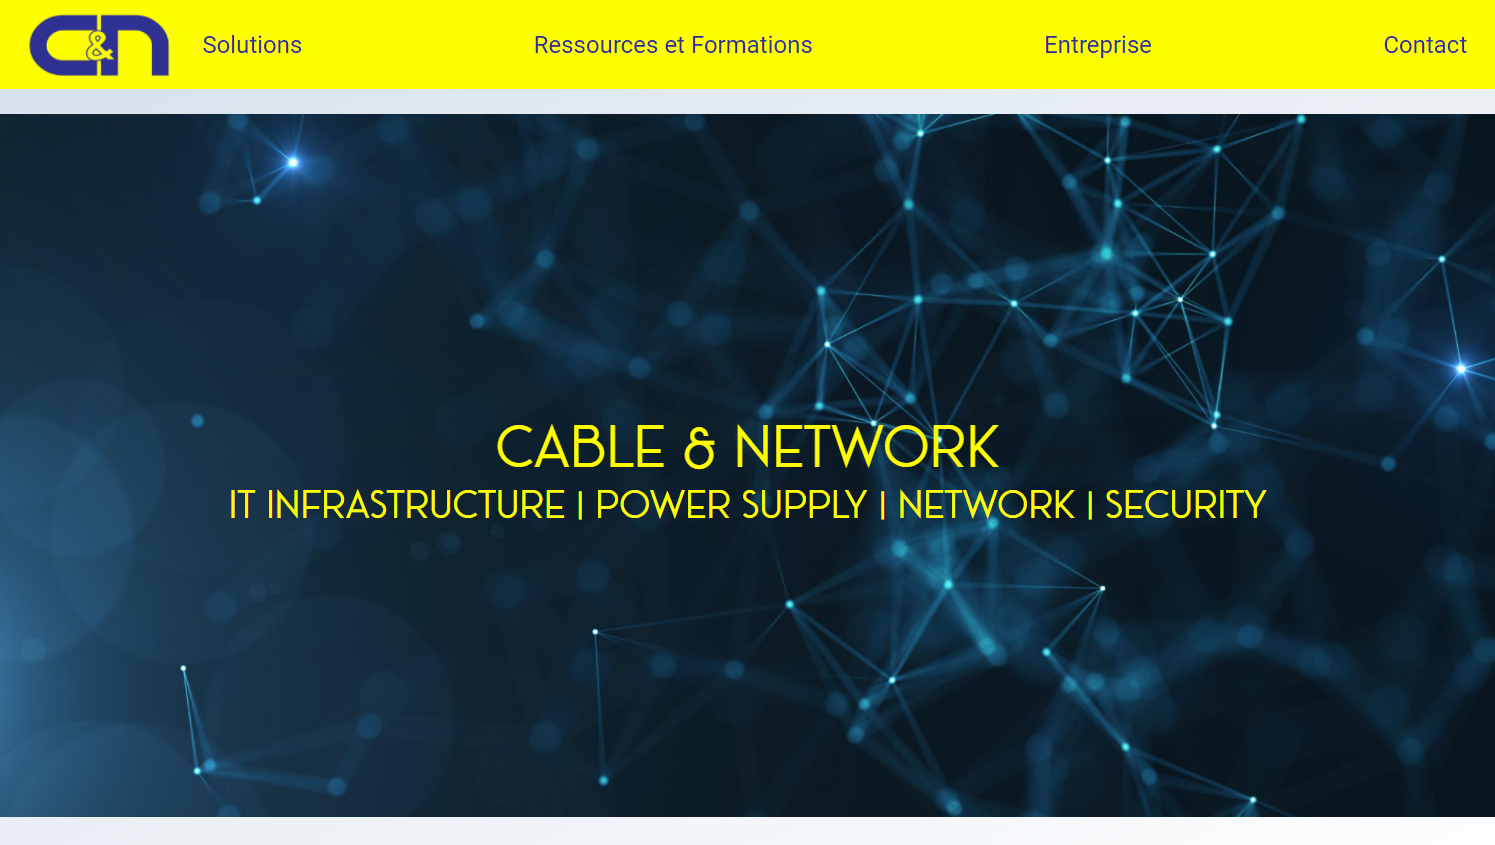 C&n
Solutions
Ressources et Formations
Entreprise
Contact
CABLE & NETWORK
IT INFRASTRUCTURE | POWER SUPPLY | NETWORK | SECURITY